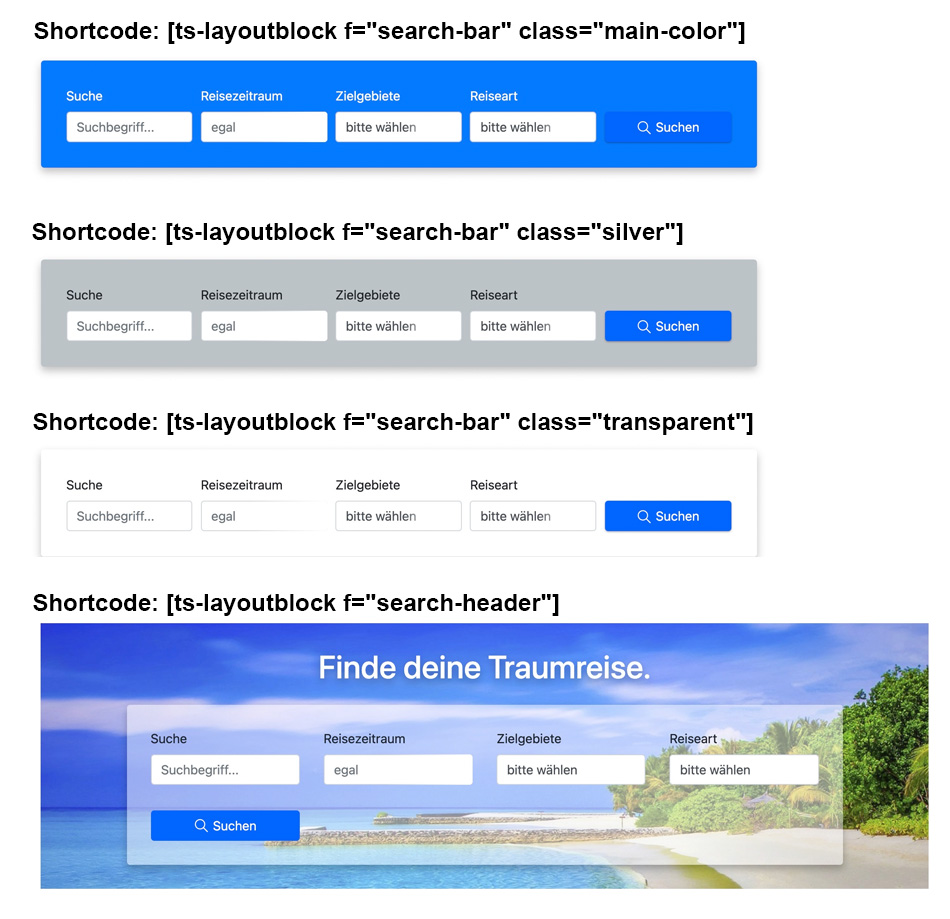 Shortcode: [ts-layoutblock f="search-bar" class="main-color"]
Suche Reisezeitraum Zielgebiete Reiseart
Suchbegriff... egal bitte wählen bitte wählen Suchen
Shortcode: [ts-layoutblock f="search-bar" class="silver"]
Suche Reisezeitraum Zielgebiete Reiseart
Suchbegriff... egal bitte wählen bitte wählen Suchen
Shortcode: [ts-layoutblock f="search-bar" class="transparent"]
Suche Reisezeitraum Zielgebiete Reiseart
Suchbegriff... egal bitte wählen bitte wählen Suchen
Shortcode: [ts-layoutblock f="search-header"]
Finde deine Traumreise.
Suche Reisezeitraum Zielgebiete Reiseart
Suchbegriff... egal bitte wählen bitte wählen
Suchen